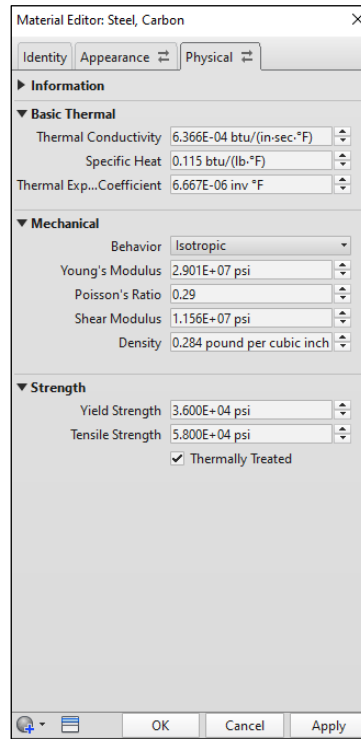 Material Editor: Steel, Carbon
Identity Appearance Physical
Information
Basic Thermal
Thermal Conductivity 6.366E-04 btu/(in·sec·°F)
Specific Heat 0.115 btu/(lb·°F)
Thermal Exp...Coefficient 6.667E-06 inv °F
Mechanical
Behavior Isotropic
Young's Modulus 2.901E+07 psi
Poisson's Ratio 0.29
Shear Modulus 1.156E+07 psi
Density 0.284 pound per cubic inch
Strength
Yield Strength 3.600E+04 psi
Tensile Strength 5.800E+04 psi
Thermally Treated
OK Cancel Apply